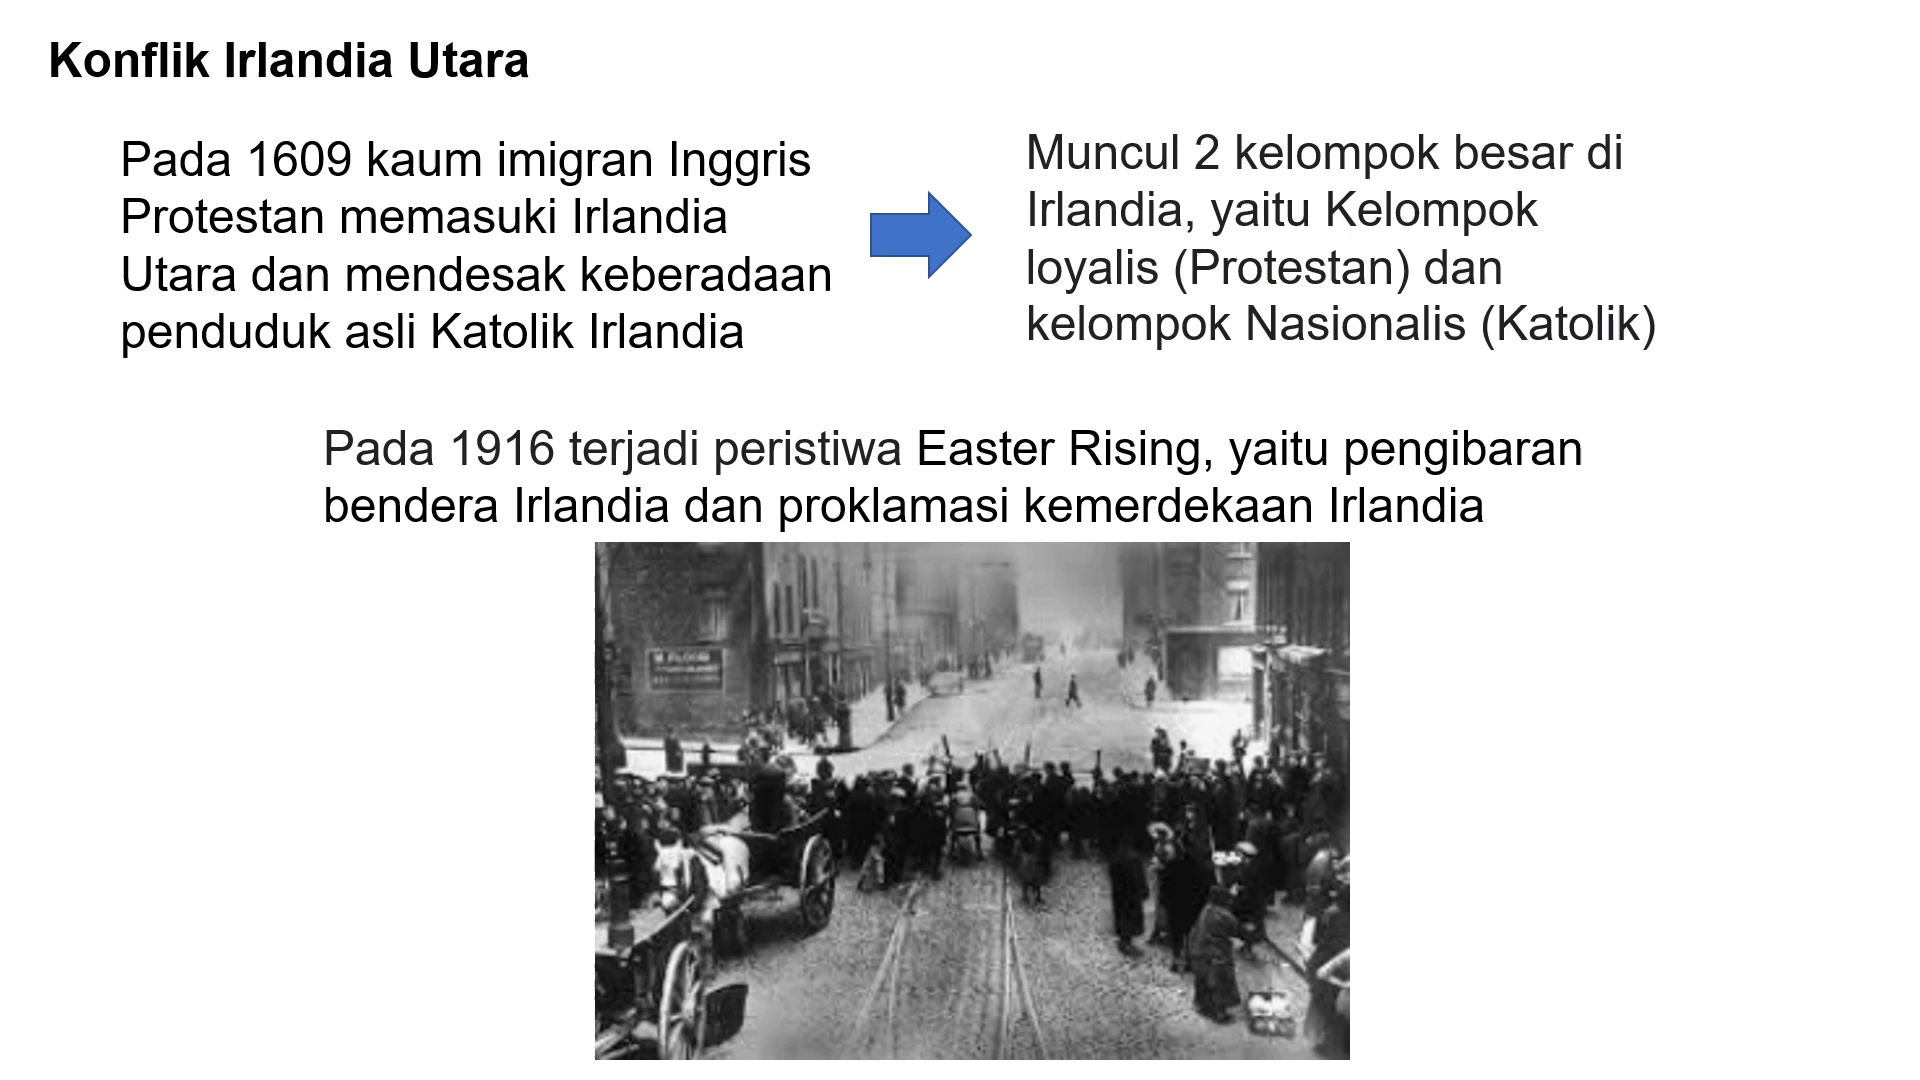 Konflik Irlandia Utara
Pada 1609 kaum imigran Inggris
Protestan memasuki Irlandia
Utara dan mendesak keberadaan
penduduk asli Katolik Irlandia
Muncul 2 kelompok besar di
Irlandia, yaitu Kelompok
loyalis (Protestan) dan
kelompok Nasionalis (Katolik)
Pada 1916 terjadi peristiwa Easter Rising, yaitu pengibaran
bendera Irlandia dan proklamasi kemerdekaan Irlandia